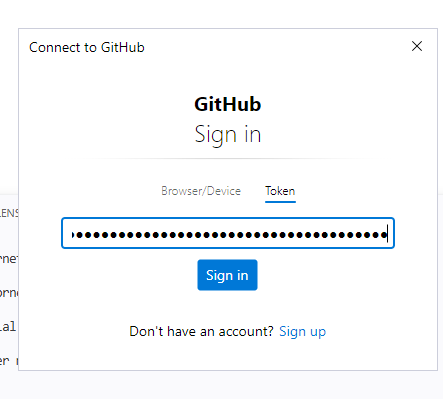 Connect to GitHub
GitHub
Sign in
Browser/Device
Token
Sign in
Don't have an account? Sign up